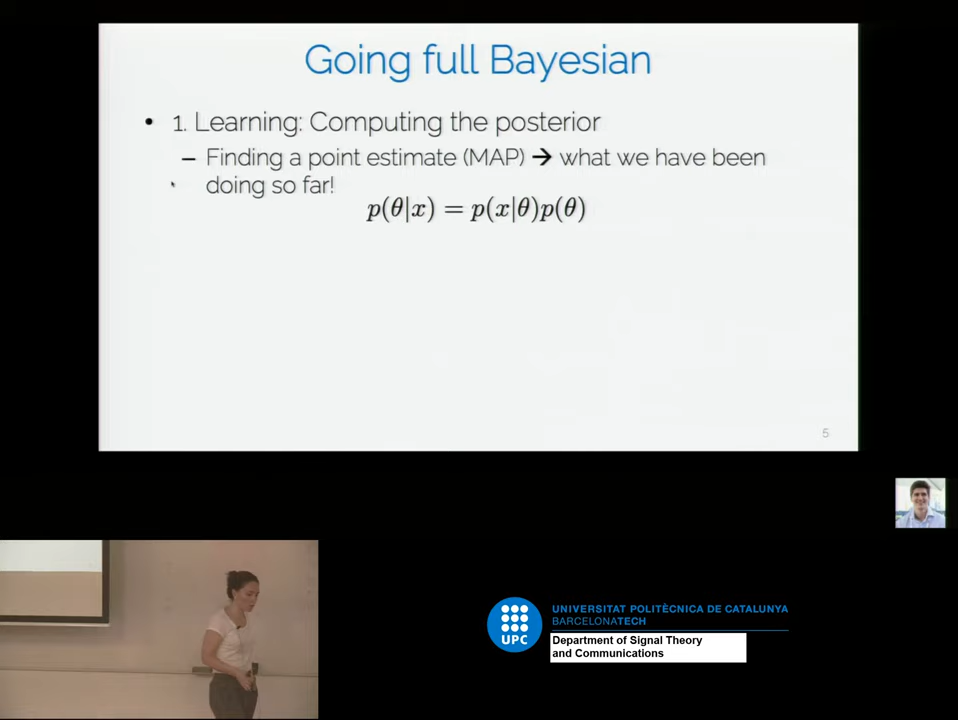 Going full Bayesian
• 1. Learning: Computing the posterior
– Finding a point estimate (MAP) → what we have been
doing so far!
p(θ|x) = p(x|θ)p(θ)
5
UPC
UNIVERSITAT POLITÈCNICA DE CATALUNYA
BARCELONATECH
Department of Signal Theory
and Communications